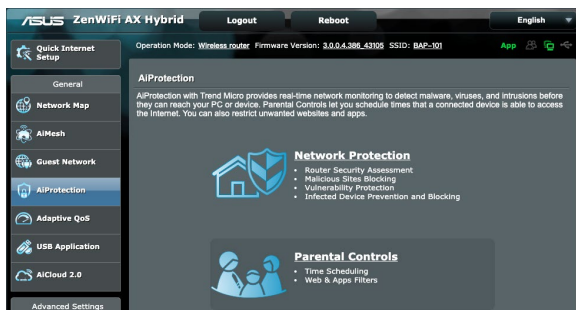 ASUS ZenWiFi AX Hybrid Logout Reboot English
Quick Internet Setup
Operation Mode: Wireless router Firmware Version: 3.0.0.4.386_43105 SSID: BAP-101 App
General
Network Map
AiMesh
Guest Network
AiProtection
Adaptive QoS
USB Application
AiCloud 2.0
Advanced Settings
AiProtection
AiProtection with Trend Micro provides real-time network monitoring to detect malware, viruses, and intrusions before
they can reach your PC or device. Parental Controls let you schedule times that a connected device is able to access
the Internet. You can also restrict unwanted websites and apps.
Network Protection
• Router Security Assessment
• Malicious Sites Blocking
• Vulnerability Protection
• Infected Device Prevention and Blocking
Parental Controls
• Time Scheduling
• Web & Apps Filters